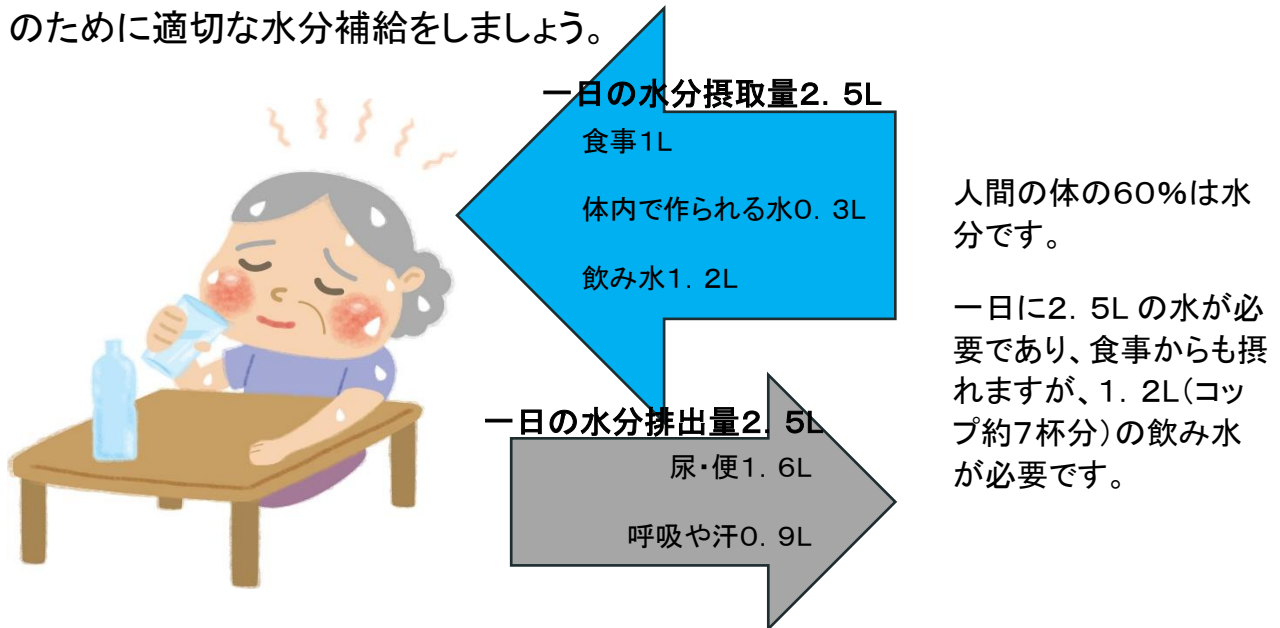 のために適切な水分補給をしましょう。
一日の水分摂取量2．5L
食事1L
体内で作られる水0．3L
飲み水1．2L
一日の水分排出量2．5L
尿・便1．6L
呼吸や汗0．9L
人間の体の60％は水
分です。
一日に2．5L の水が必
要であり、食事からも摂
れますが、1．2L（コッ
プ約7杯分）の飲み水
が必要です。